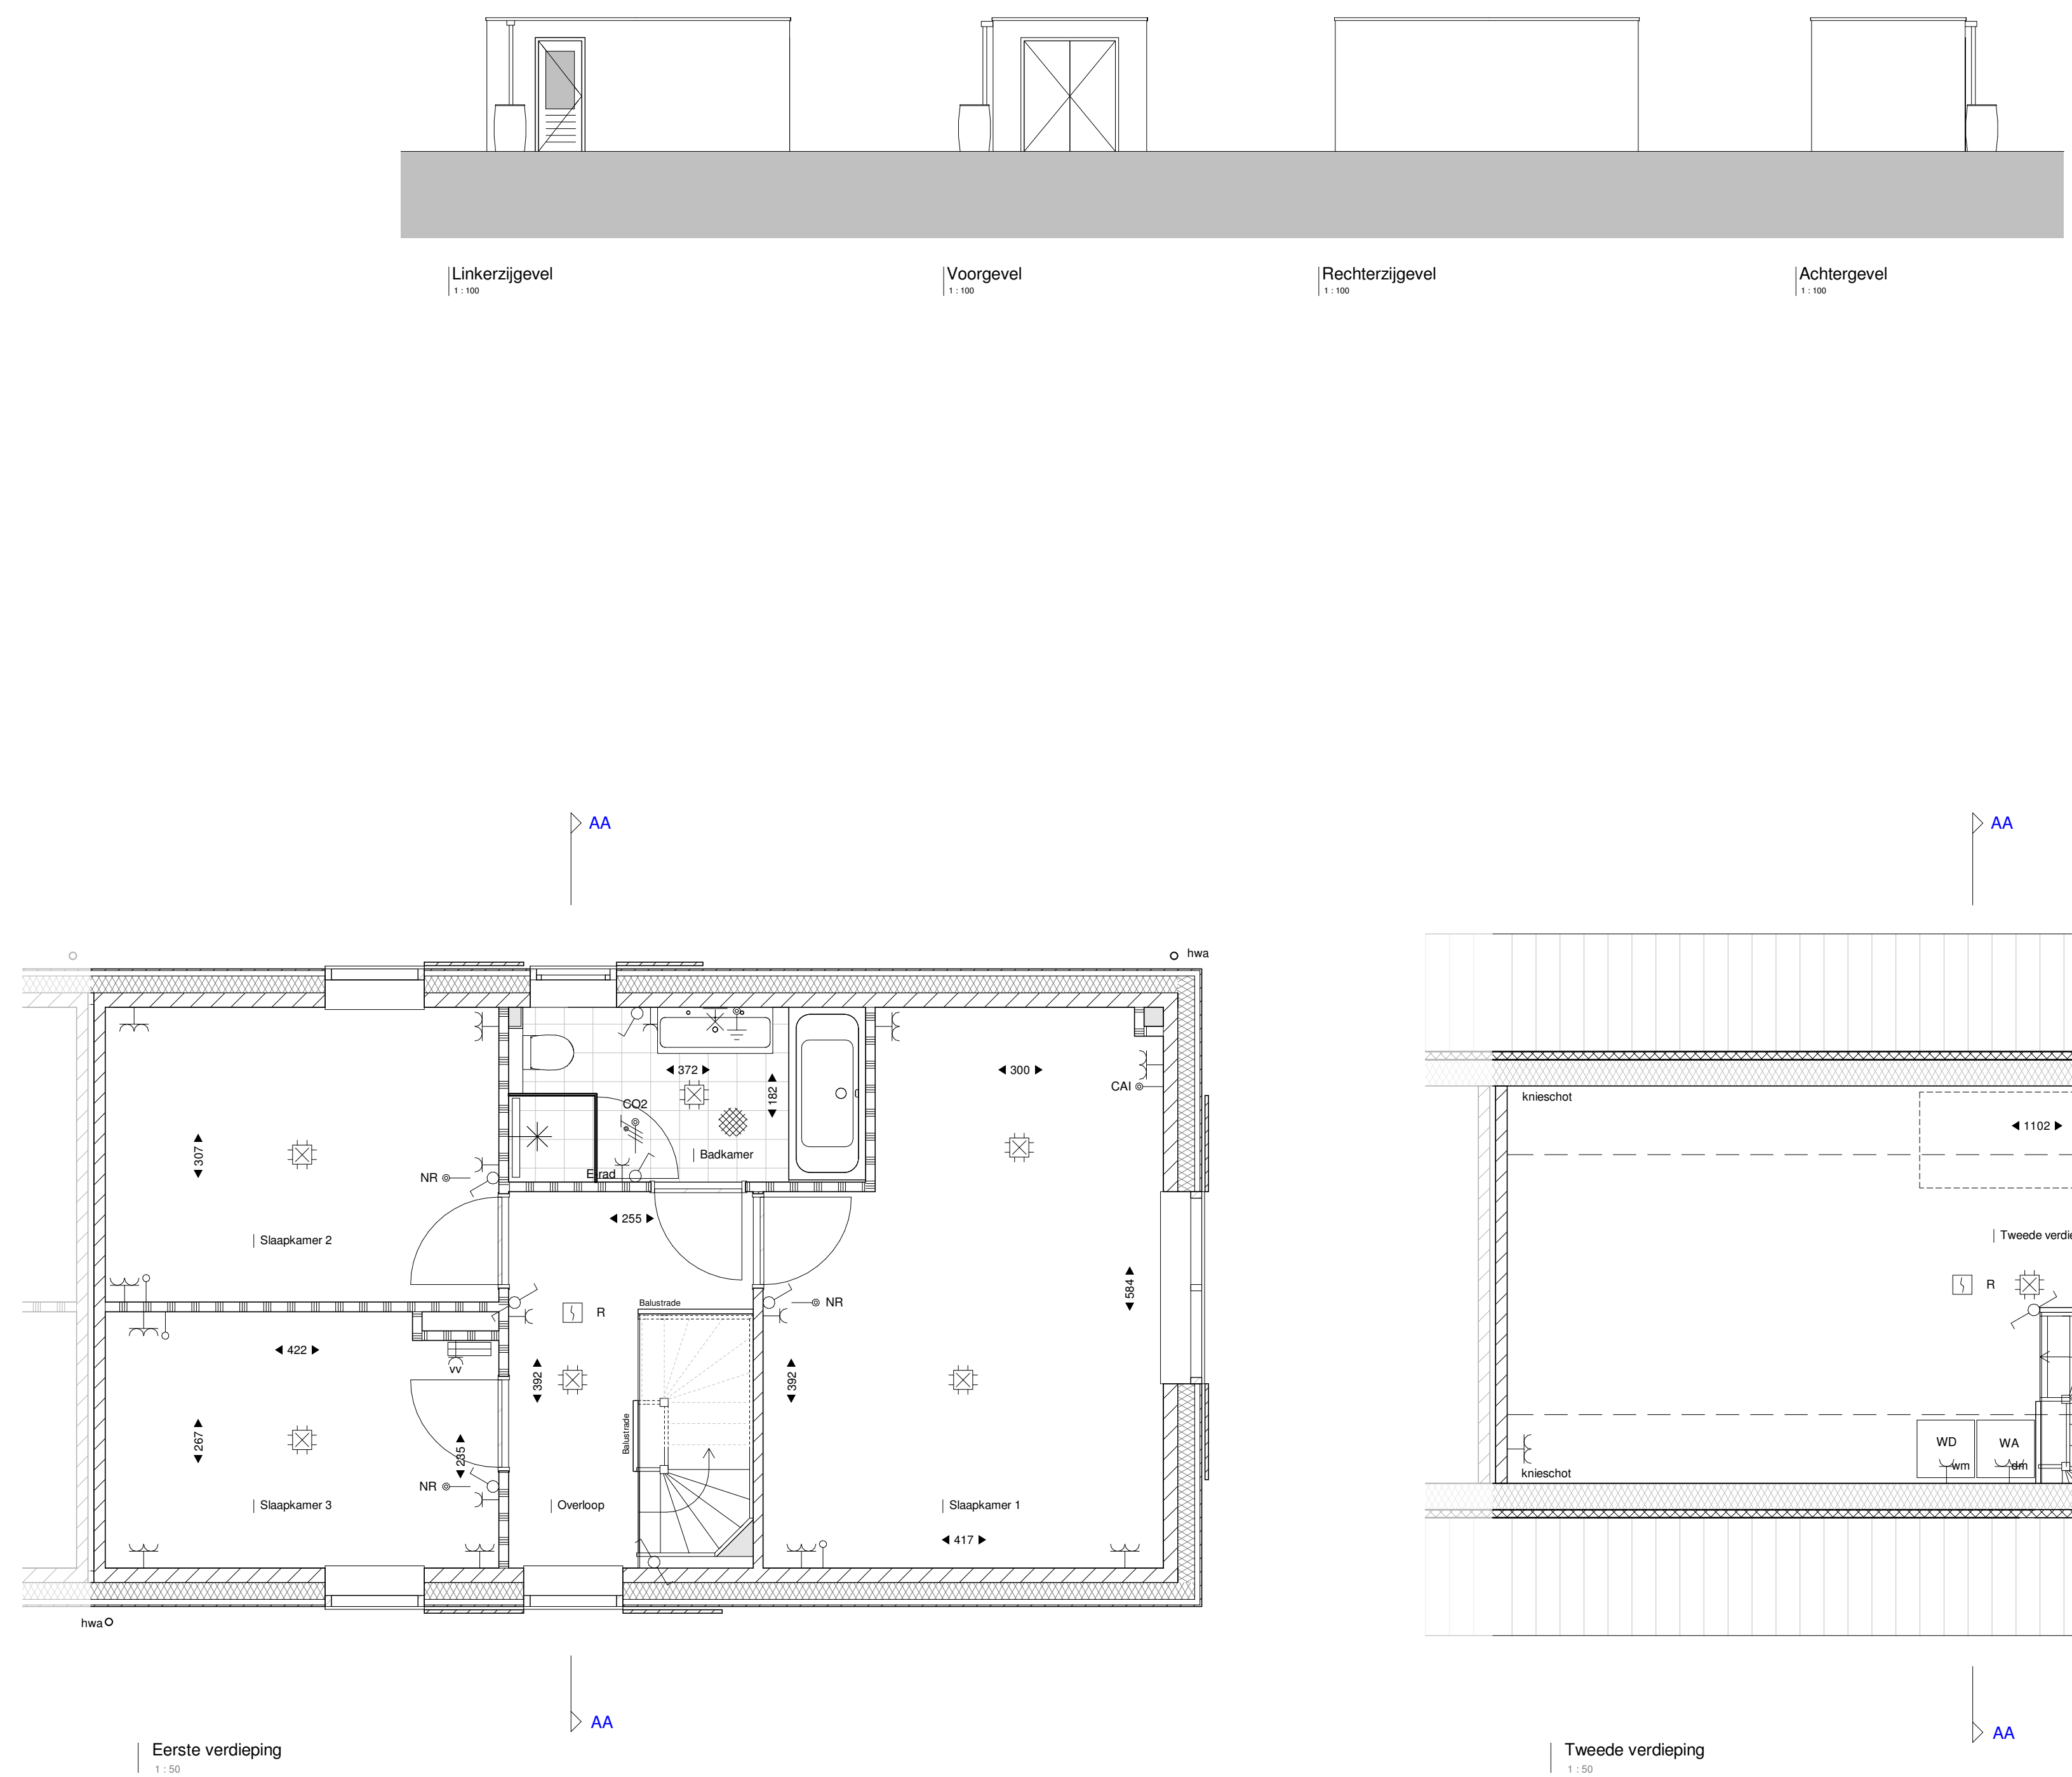 Linkerzijgevel
1 : 100
Voorgevel
1 : 100
Rechterzijgevel
1 : 100
Achtergevel
1 : 100
AA
AA
hwa
372
182
300
CAI
CO2
Badkamer
E-rad
307
NR
255
Slaapkamer 2
584
Balustrade
R
NR
422
vv
392
392
Balustrade
267
235
NR
Slaapkamer 3
Overloop
Slaapkamer 1
417
hwa
AA
Eerste verdieping
1 : 50
knieschot
1102
Tweede verdie
R
WD
wm
WA
dm
knieschot
AA
Tweede verdieping
1 : 50